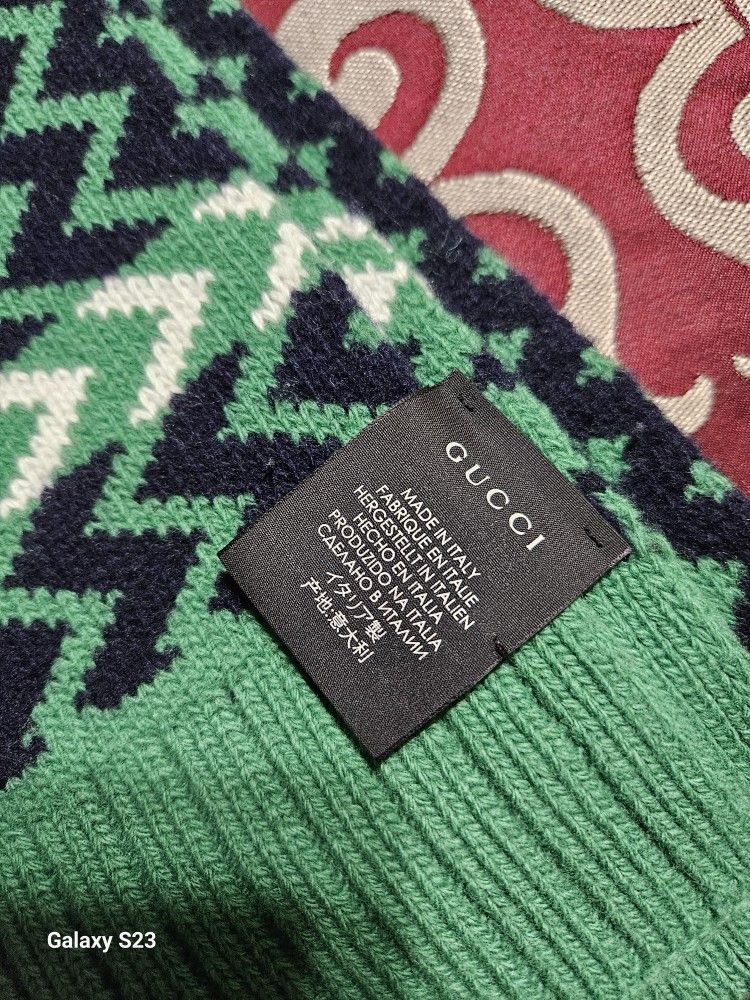 GUCCI
MADE IN ITALY
FABRIQUE EN ITALIE
HERGESTELLT IN ITALIEN
HECHO EN ITALIA
PRODUZIDO NA ITALIA
СДЕЛАНО В ИТАЛИИ
イタリア製
产地:意大利
Galaxy S23